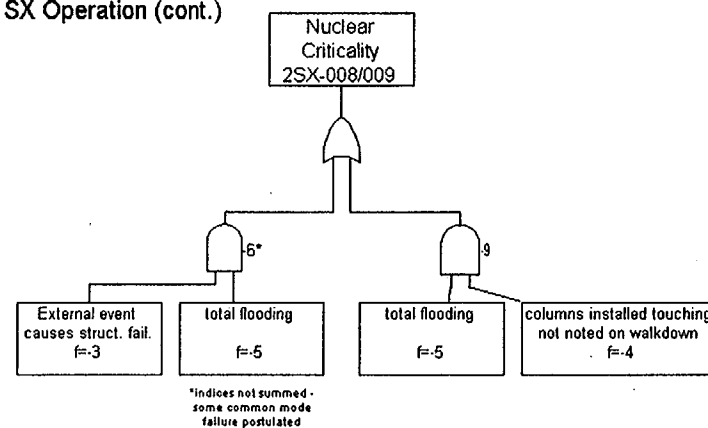 SX Operation (cont.)
Nuclear
Criticality
2SX-008/009
-6*
-9
External event
causes struct. fail.
f=-3
total flooding
f=-5
total flooding
f=-5
columns installed touching
not noted on walkdown
f=-4
*indices not summed -
some common mode
failure postulated